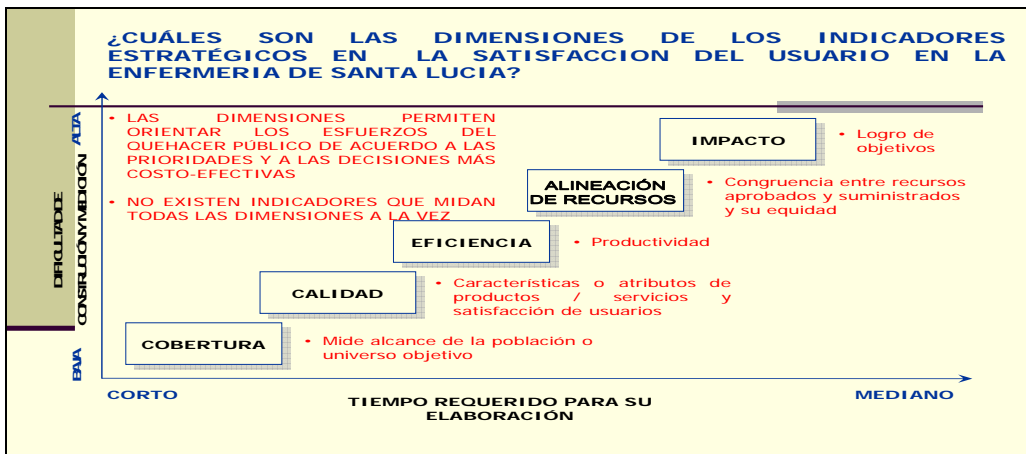 ¿CUÁLES SON LAS DIMENSIONES DE LOS INDICADORES
ESTRATÉGICOS EN LA SATISFACCION DEL USUARIO EN LA
ENFERMERIA DE SANTA LUCIA?
• LAS DIMENSIONES PERMITEN
ORIENTAR LOS ESFUERZOS DEL
QUEHACER PÚBLICO DE ACUERDO A LAS
PRIORIDADES Y A LAS DECISIONES MÁS
COSTO-EFECTIVAS
• NO EXISTEN INDICADORES QUE MIDAN
TODAS LAS DIMENSIONES A LA VEZ
IMPACTO
• Logro de
objetivos
ALINEACIÓN
DE RECURSOS
• Congruencia entre recursos
aprobados y suministrados
y su equidad
EFICIENCIA
• Productividad
CALIDAD
• Características o atributos de
productos / servicios y
satisfacción de usuarios
COBERTURA
• Mide alcance de la población o
universo objetivo
ALTA
DIFICULTAD DE
CONSTRUCCIÓN Y MEDICIÓN
BAJA
CORTO
TIEMPO REQUERIDO PARA SU
ELABORACIÓN
MEDIANO